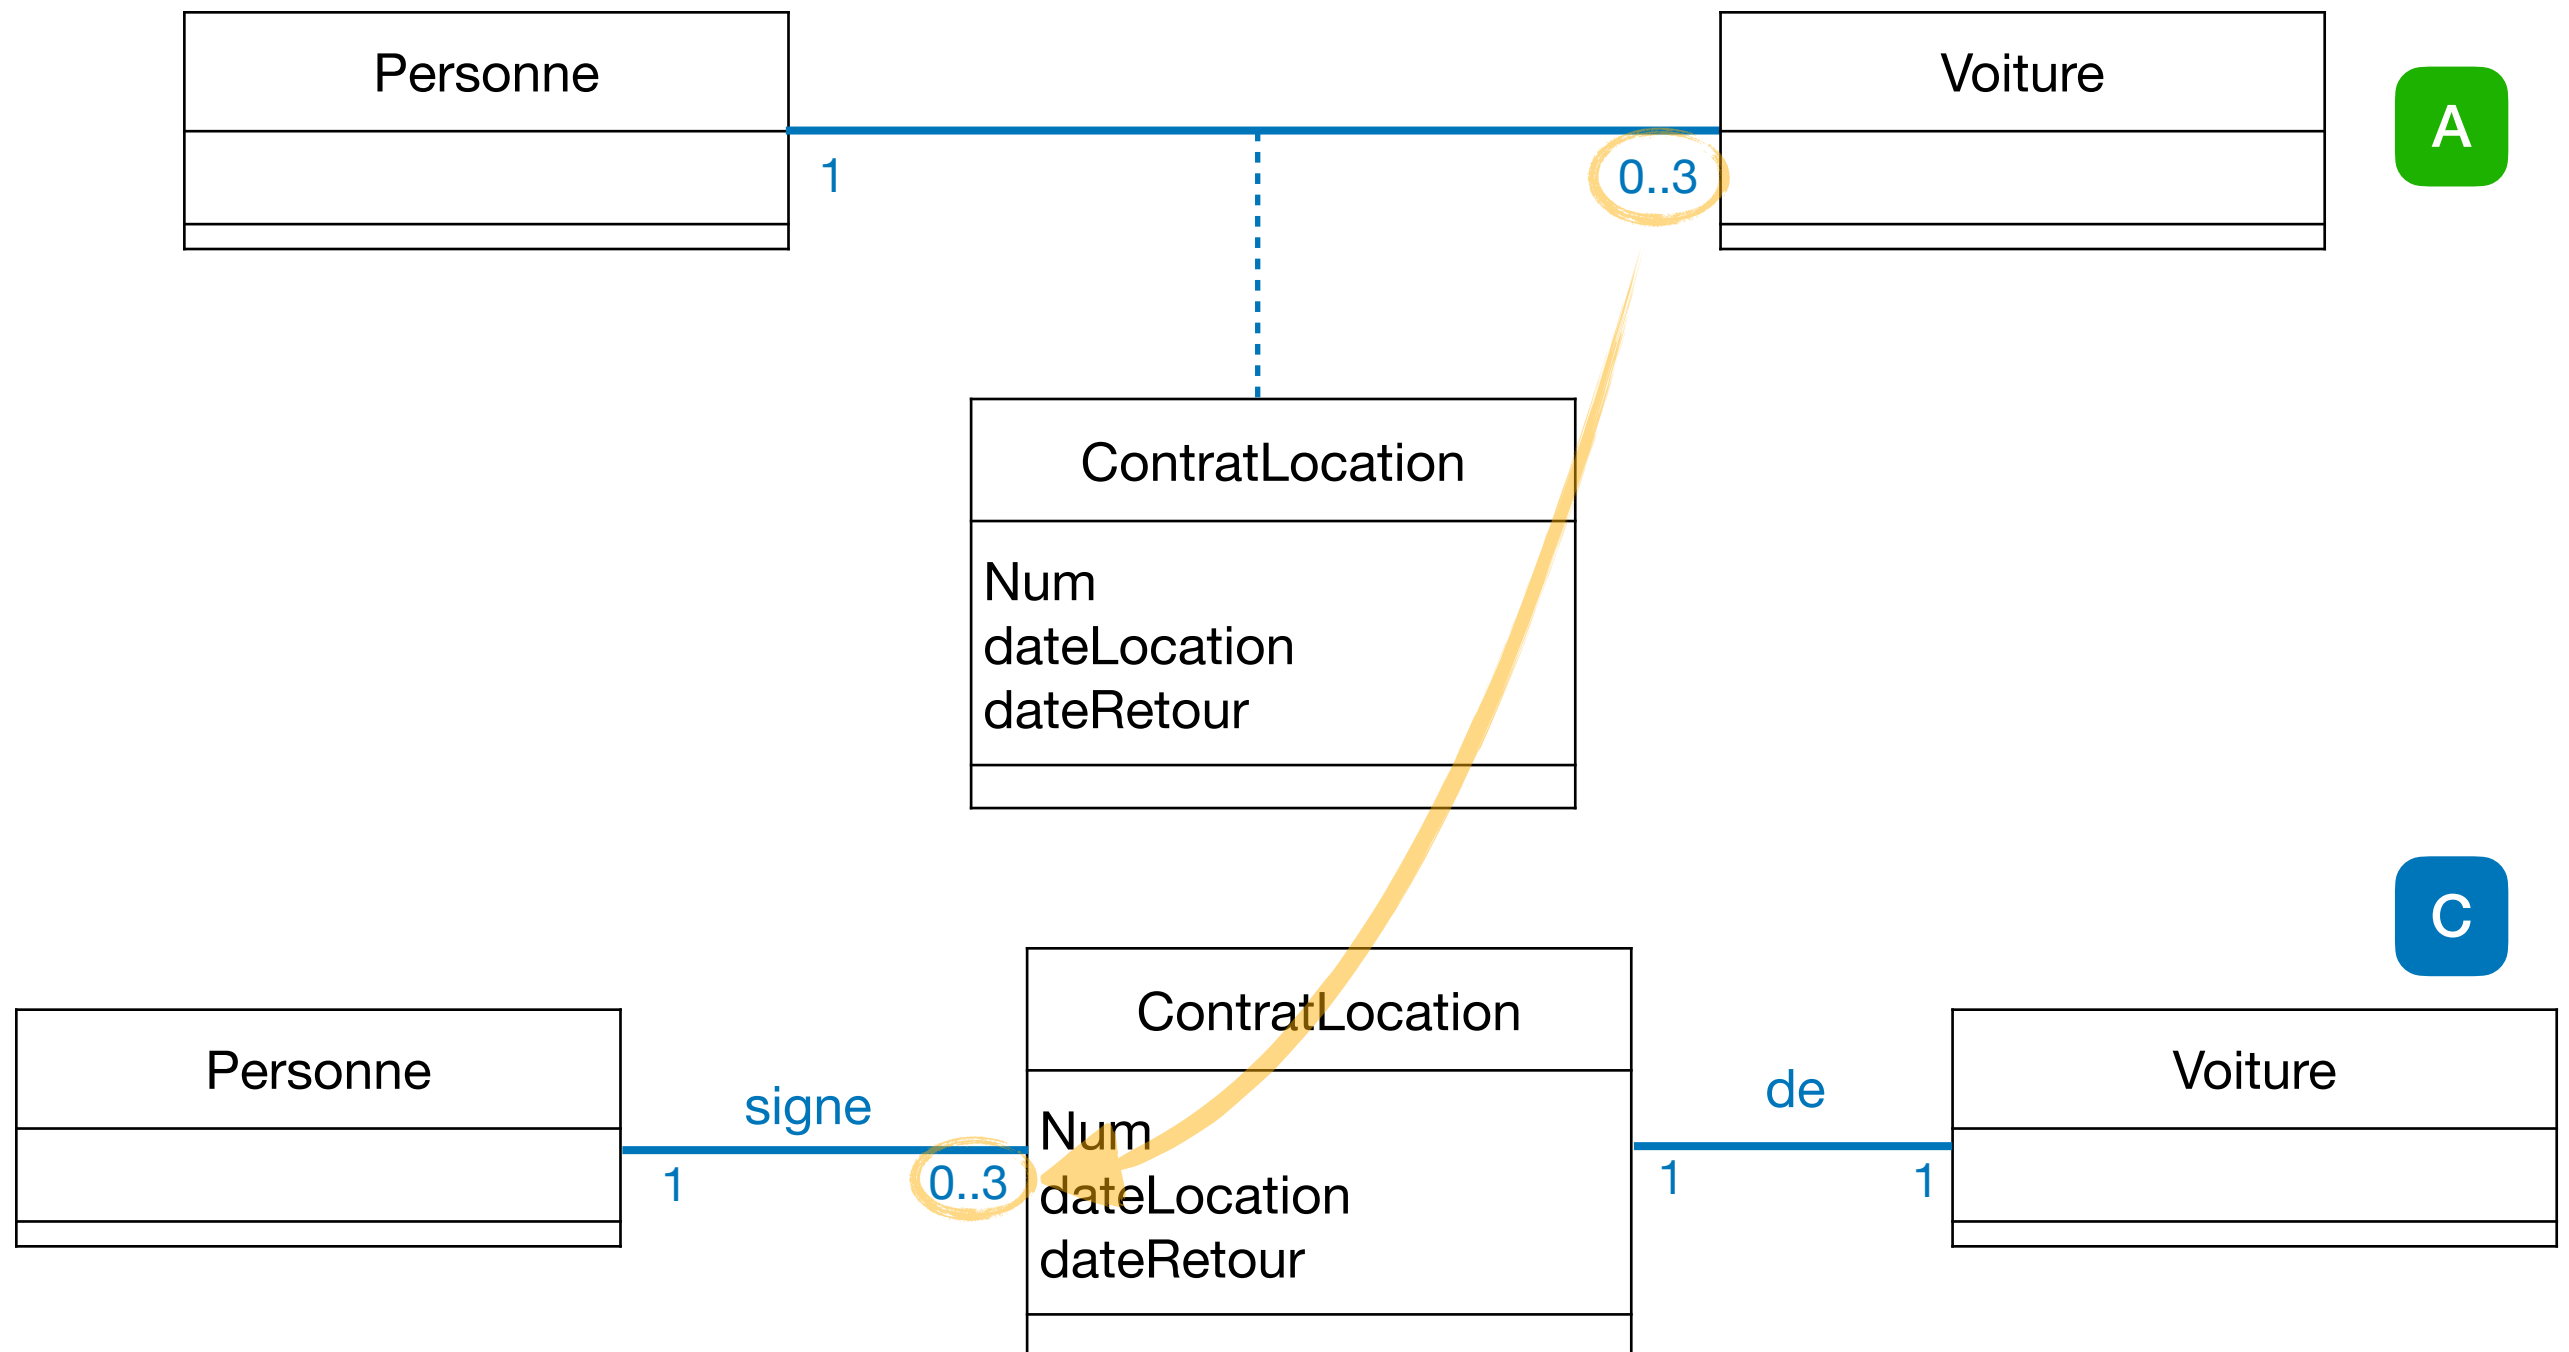 Personne
Voiture
A
1
0..3
ContratLocation
Num
dateLocation
dateRetour
C
ContratLocation
Personne
signe
de
Voiture
Num
1
0..3
dateLocation
1
1
dateRetour